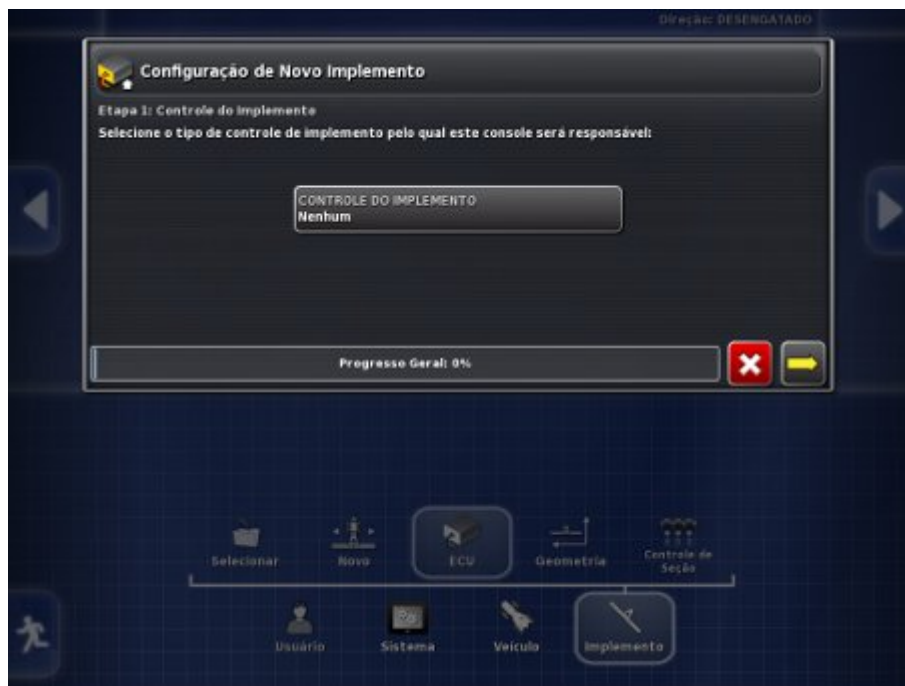 Direção: DESENGATADO
Configuração de Novo Implemento
Etapa 1: Controle do Implemento
Selecione o tipo de controle de implemento pelo qual este console será responsável:
CONTROLE DO IMPLEMENTO
Nenhum
Progresso Geral: 0%
Selecionar
Novo
ECU
Geometria
Controle de
Seção
Usuário
Sistema
Veículo
Implemento